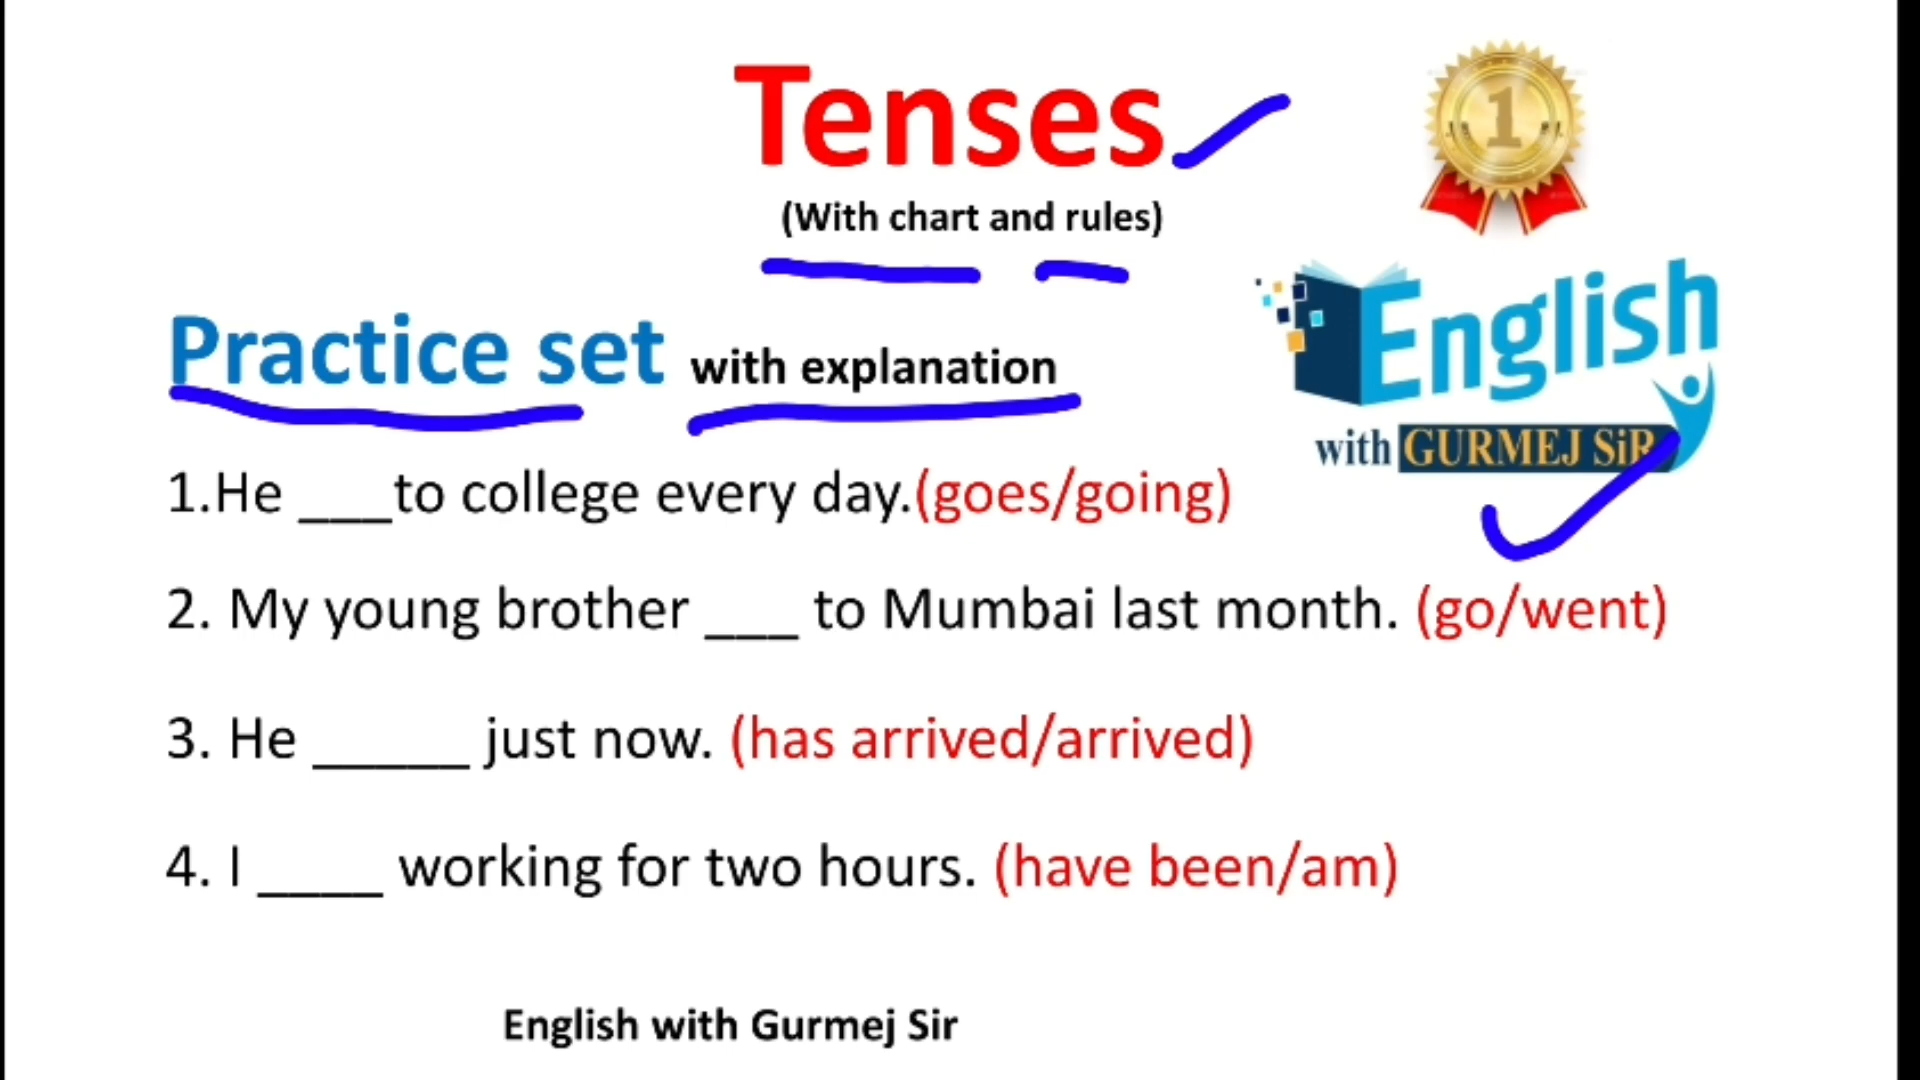 Tenses
(With chart and rules)
1
English
with GURMEJ SiR
Practice set with explanation
1.He ___to college every day.(goes/going)
2. My young brother ___ to Mumbai last month. (go/went)
3. He _____ just now. (has arrived/arrived)
4. I ____ working for two hours. (have been/am)
English with Gurmej Sir